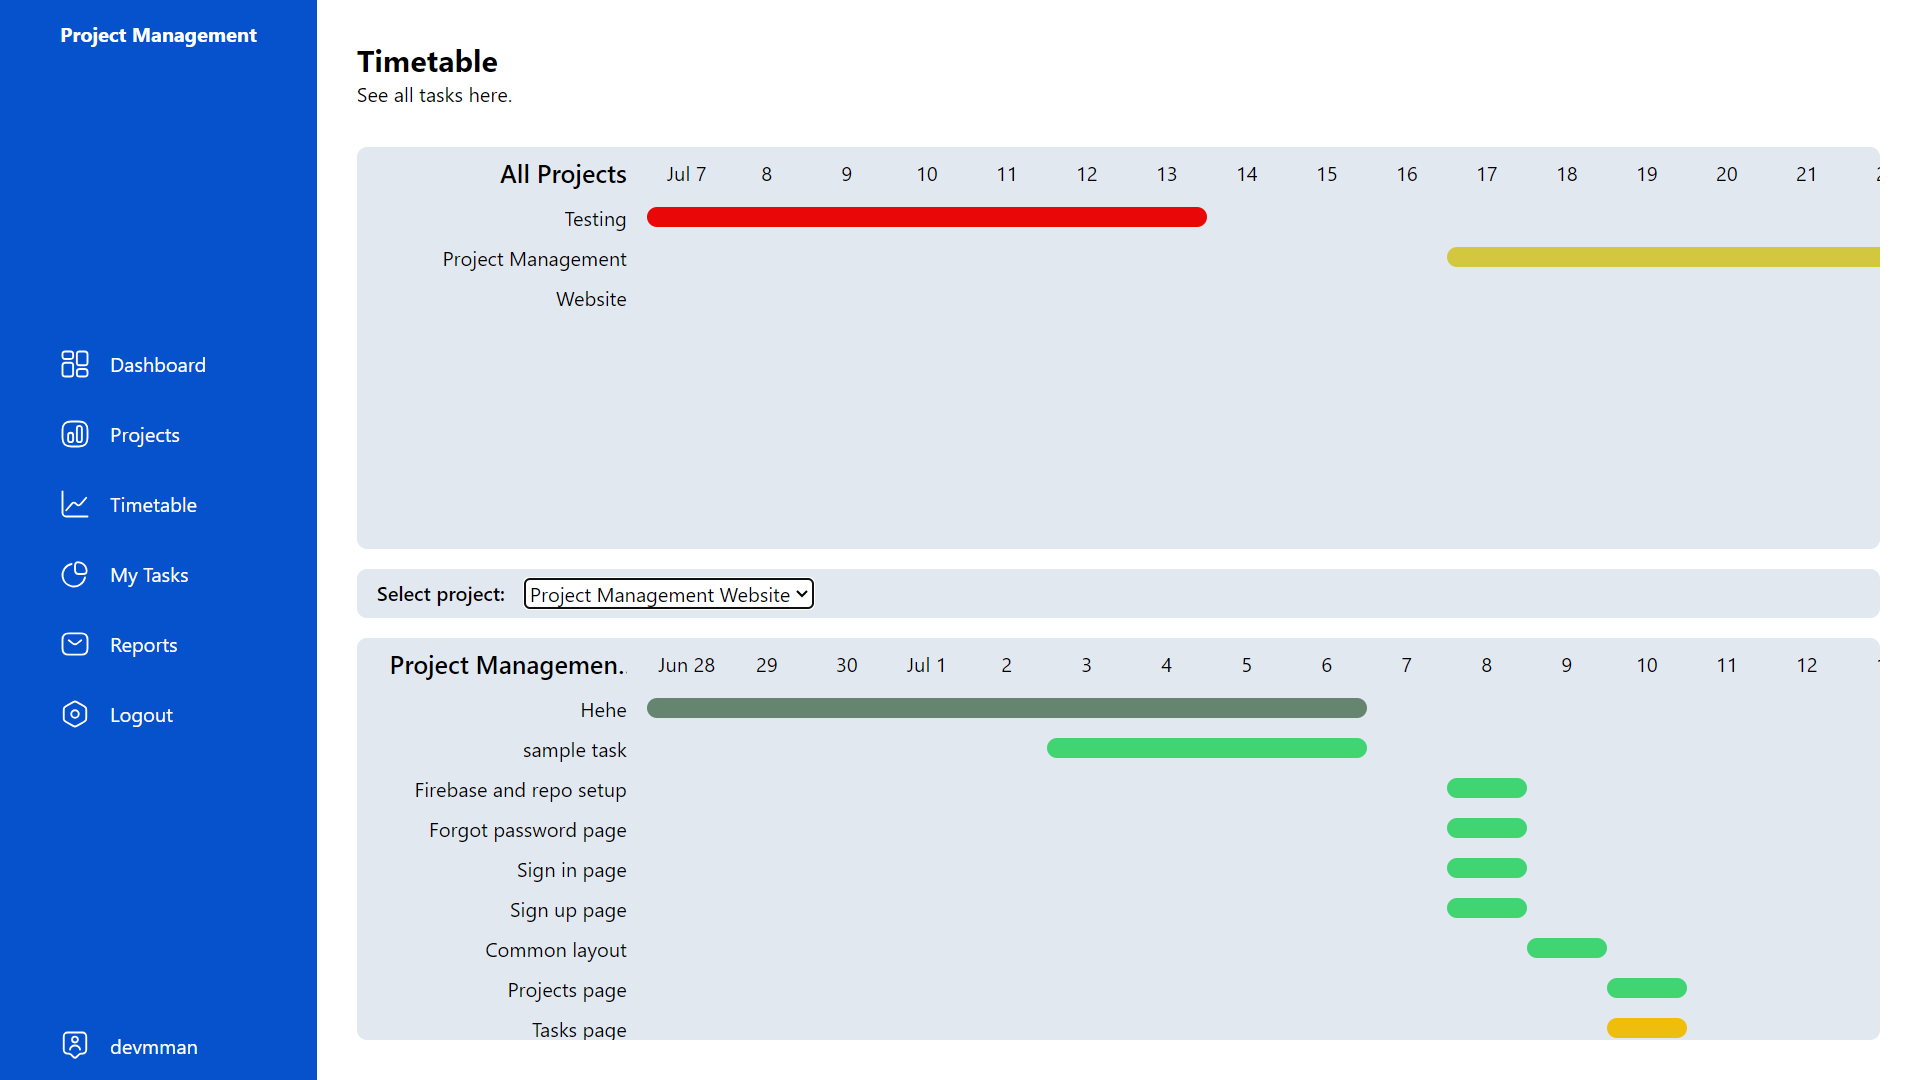 Project Management
Dashboard
Projects
Timetable
My Tasks
Reports
Logout
devmman
Timetable
See all tasks here.
All Projects Jul 7 8 9 10 11 12 13 14 15 16 17 18 19 20 21
Testing
Project Management
Website
Select project: Project Management Website
Project Managemen.. Jun 28 29 30 Jul 1 2 3 4 5 6 7 8 9 10 11 12
Hehe
sample task
Firebase and repo setup
Forgot password page
Sign in page
Sign up page
Common layout
Projects page
Tasks page